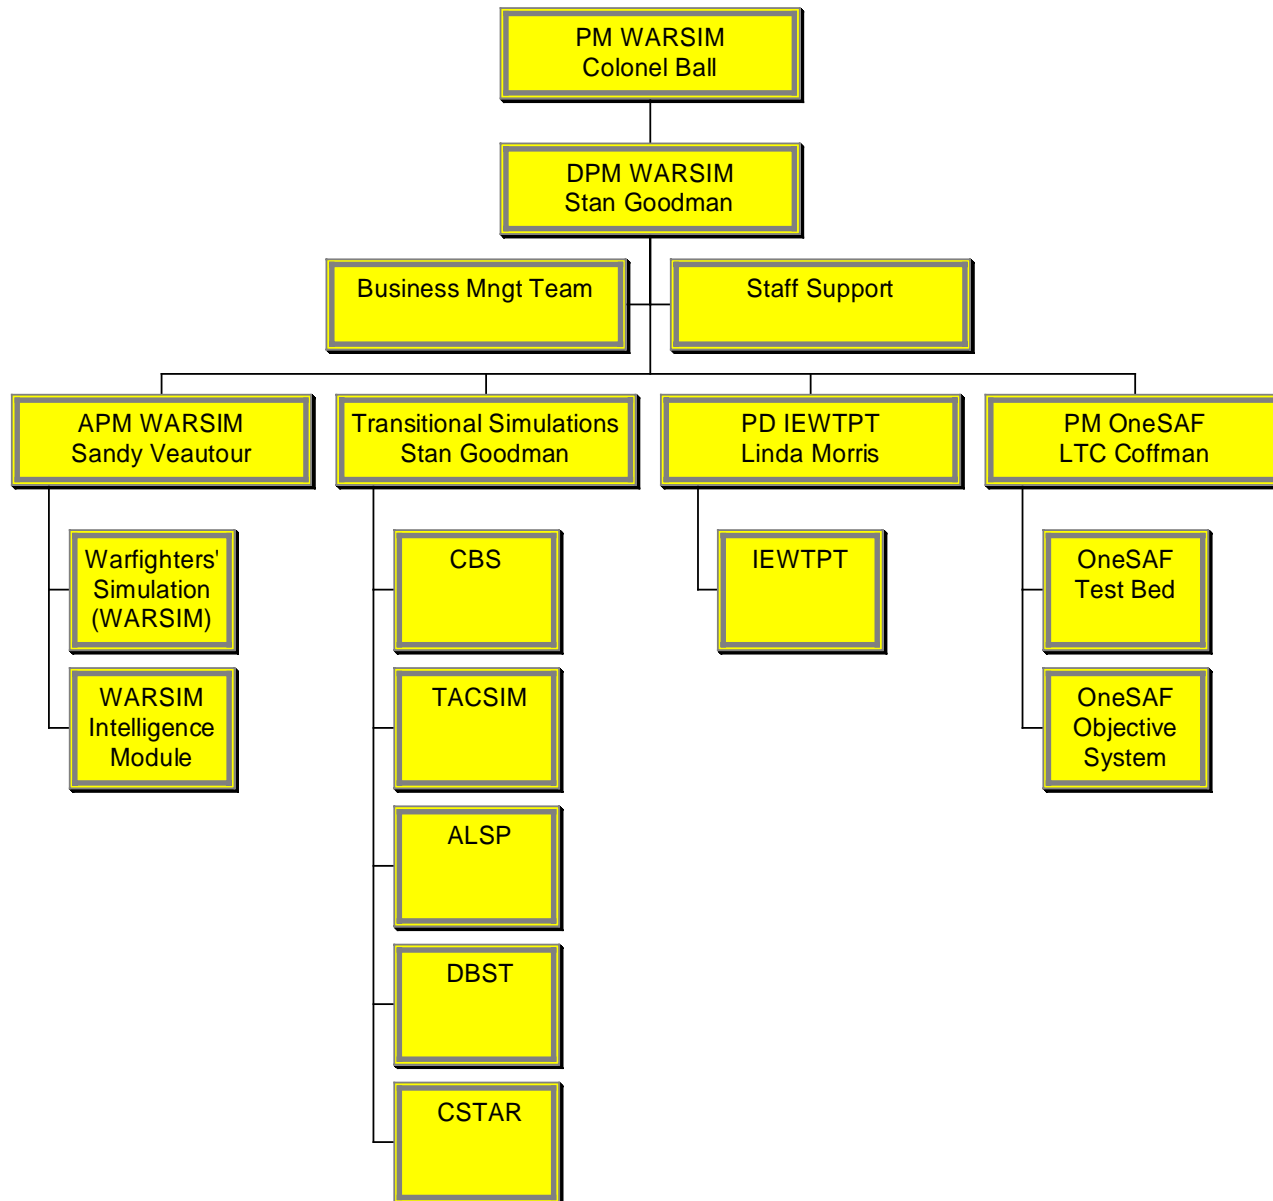 PM WARSIM
Colonel Ball
DPM WARSIM
Stan Goodman
Business Mngt Team
Staff Support
APM WARSIM
Sandy Veautour
Transitional Simulations
Stan Goodman
PD IEWTPT
Linda Morris
PM OneSAF
LTC Coffman
Warfighters'
Simulation
(WARSIM)
WARSIM
Intelligence
Module
CBS
TACSIM
ALSP
DBST
CSTAR
IEWTPT
OneSAF
Test Bed
OneSAF
Objective
System